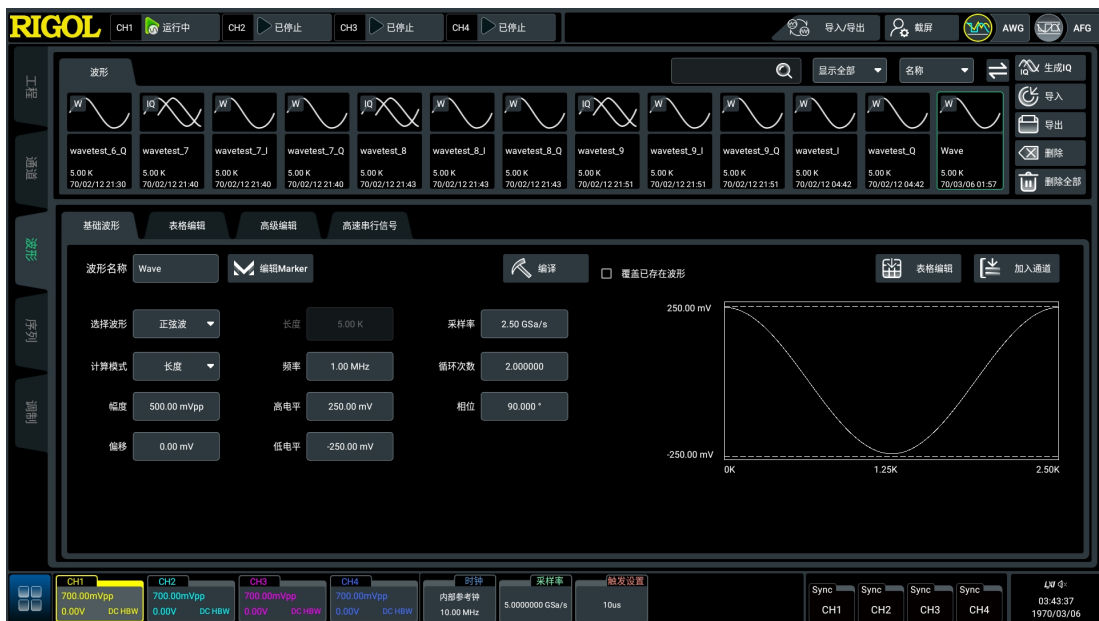 RIGOL CH1 运行中 CH2 已停止 CH3 已停止 CH4 已停止 导入/导出 截屏 AWG AFG
工程
通道
波形
序列
调制
波形 显示全部 名称 生成IQ
导入
导出
删除
删除全部
W IQ W W IQ W W IQ W W W W W
wavetest_6_Q wavetest_7 wavetest_7_I wavetest_7_Q wavetest_8 wavetest_8_I wavetest_8_Q wavetest_9 wavetest_9_I wavetest_9_Q wavetest_I wavetest_Q Wave
5.00 K 5.00 K 5.00 K 5.00 K 5.00 K 5.00 K 5.00 K 5.00 K 5.00 K 5.00 K 5.00 K 5.00 K 5.00 K
70/02/12 21:30 70/02/12 21:40 70/02/12 21:40 70/02/12 21:40 70/02/12 21:43 70/02/12 21:43 70/02/12 21:43 70/02/12 21:51 70/02/12 21:51 70/02/12 21:51 70/02/12 04:42 70/02/12 04:42 70/03/06 01:57
基础波形 表格编辑 高级编辑 高速串行信号
波形名称 Wave 编辑Marker 编译 覆盖已存在波形 表格编辑 加入通道
选择波形 正弦波 长度 5.00 K 采样率 2.50 GSa/s
计算模式 长度 频率 1.00 MHz 循环次数 2.000000
幅度 500.00 mVpp 高电平 250.00 mV 相位 90.000 °
偏移 0.00 mV 低电平 -250.00 mV
250.00 mV
-250.00 mV
0K 1.25K 2.50K
CH1 CH2 CH3 CH4 时钟 采样率 触发设置
700.00mVpp 700.00mVpp 700.00mVpp 700.00mVpp 内部参考钟 5.0000000 GSa/s 10us
0.00V DC HBW 0.00V DC HBW 0.00V DC HBW 0.00V DC HBW 10.00 MHz
Sync Sync Sync Sync
CH1 CH2 CH3 CH4
LXI
03:43:37
1970/03/06